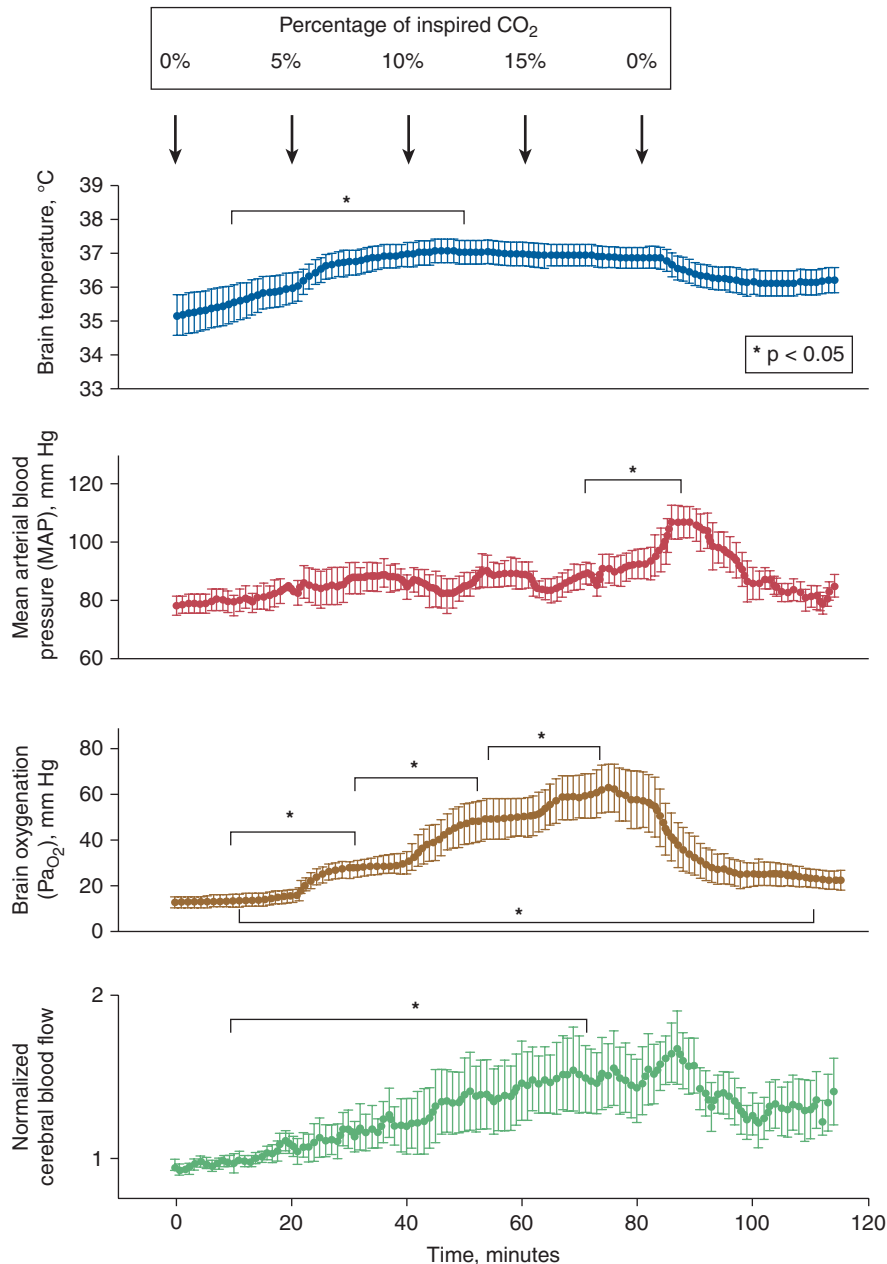 Percentage of inspired CO₂
0% 5% 10% 15% 0%
Brain temperature, °C
39
38
37
36
35
34
33
*
* p < 0.05
Mean arterial blood
pressure (MAP), mm Hg
120
100
80
60
*
Brain oxygenation
(Pa_O₂), mm Hg
80
60
40
20
0
*
*
*
*
Normalized
cerebral blood flow
2
1
*
0 20 40 60 80 100 120
Time, minutes